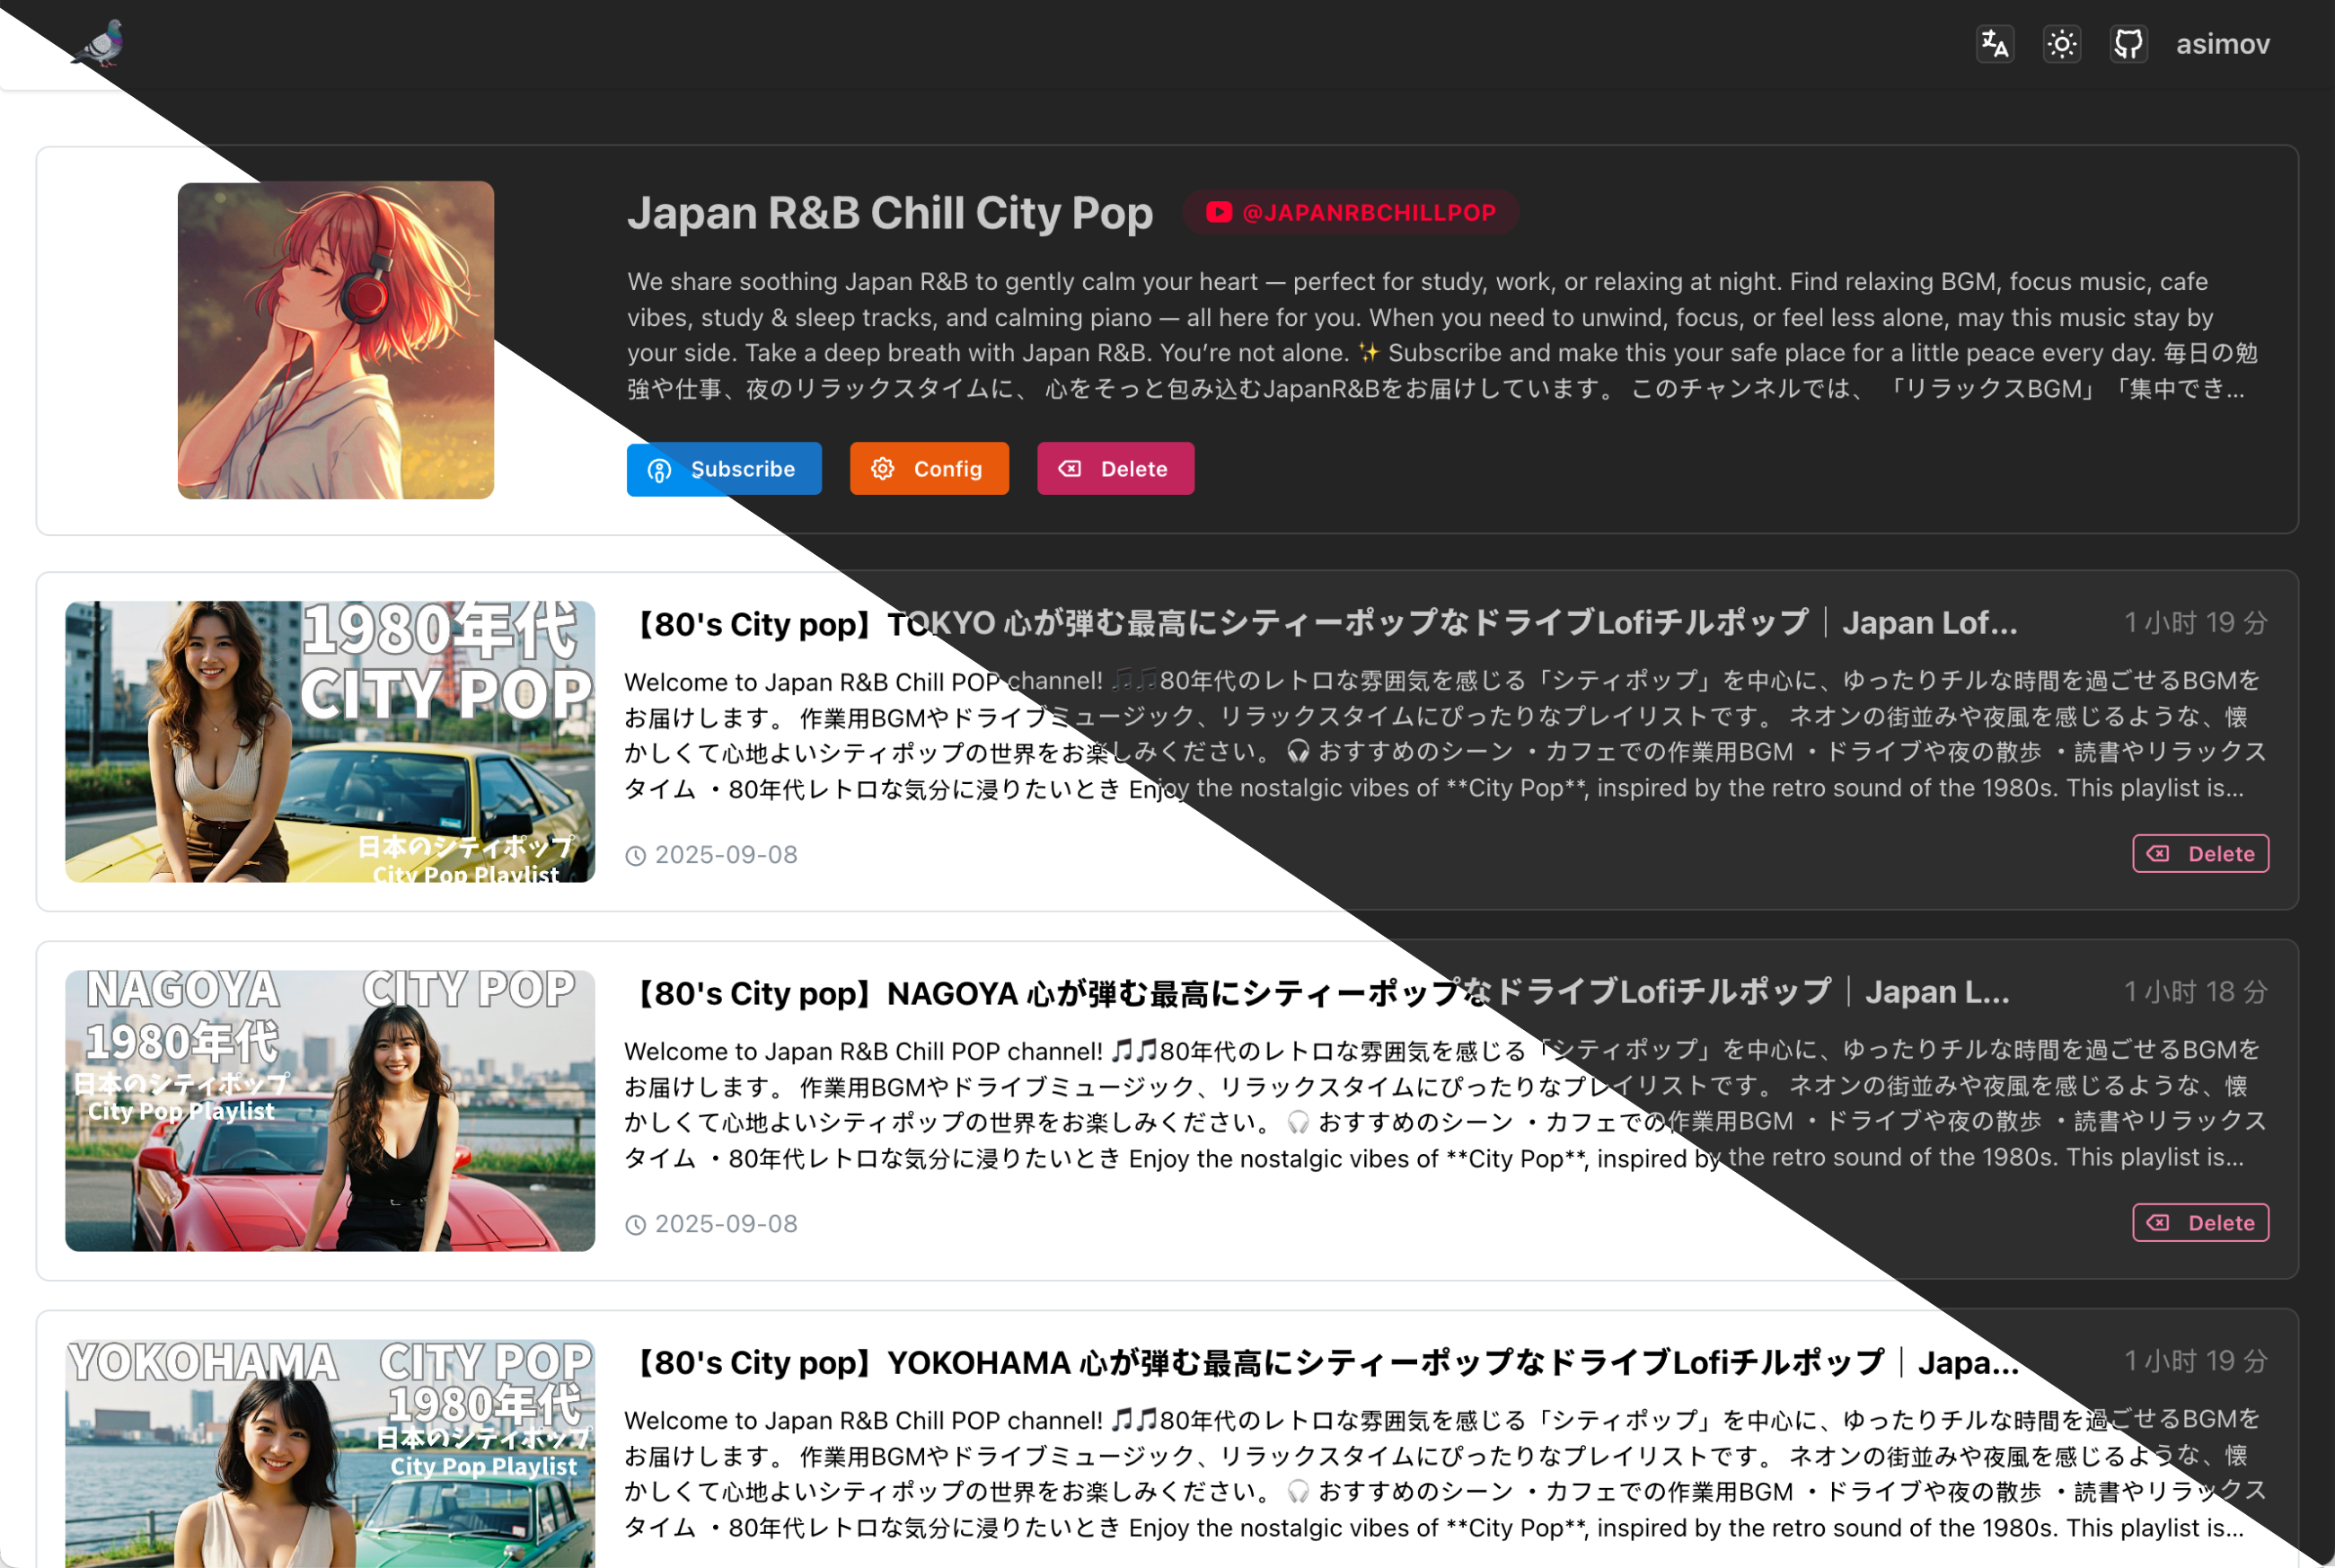 asimov
Japan R&B Chill City Pop
@JAPANRBCHILLPOP
We share soothing Japan R&B to gently calm your heart — perfect for study, work, or relaxing at night. Find relaxing BGM, focus music, cafe
vibes, study & sleep tracks, and calming piano — all here for you. When you need to unwind, focus, or feel less alone, may this music stay by
your side. Take a deep breath with Japan R&B. You’re not alone. ✨ Subscribe and make this your safe place for a little peace every day. 毎日の勉
強や仕事、夜のリラックスタイムに、 心をそっと包み込むJapanR&Bをお届けしています。 このチャンネルでは、 「リラックスBGM」「集中でき...
Subscribe
Config
Delete
1980年代
CITY POP
日本のシティポップ
City Pop Playlist
【80's City pop】TOKYO 心が弾む最高にシティーポップなドライブLofiチルポップ｜Japan Lof...
1 小时 19 分
Welcome to Japan R&B Chill POP channel! 🎵🎵80年代のレトロな雰囲気を感じる「シティポップ」を中心に、ゆったりチルな時間を過ごせるBGMを
お届けします。 作業用BGMやドライブミュージック、リラックスタイムにぴったりなプレイリストです。 ネオンの街並みや夜風を感じるような、懐
かしくて心地よいシティポップの世界をお楽しみください。 🎧 おすすめのシーン ・カフェでの作業用BGM ・ドライブや夜の散歩 ・読書やリラックス
タイム ・80年代レトロな気分に浸りたいとき Enjoy the nostalgic vibes of **City Pop**, inspired by the retro sound of the 1980s. This playlist is...
2025-09-08
Delete
NAGOYA CITY POP
1980年代
日本のシティポップ
City Pop Playlist
【80's City pop】NAGOYA 心が弾む最高にシティーポップなドライブLofiチルポップ｜Japan L...
1 小时 18 分
Welcome to Japan R&B Chill POP channel! 🎵🎵80年代のレトロな雰囲気を感じる「シティポップ」を中心に、ゆったりチルな時間を過ごせるBGMを
お届けします。 作業用BGMやドライブミュージック、リラックスタイムにぴったりなプレイリストです。 ネオンの街並みや夜風を感じるような、懐
かしくて心地よいシティポップの世界をお楽しみください。 🎧 おすすめのシーン ・カフェでの作業用BGM ・ドライブや夜の散歩 ・読書やリラックス
タイム ・80年代レトロな気分に浸りたいとき Enjoy the nostalgic vibes of **City Pop**, inspired by the retro sound of the 1980s. This playlist is...
2025-09-08
Delete
YOKOHAMA CITY POP
1980年代
日本のシティポップ
City Pop Playlist
【80's City pop】YOKOHAMA 心が弾む最高にシティーポップなドライブLofiチルポップ｜Japa...
1 小时 19 分
Welcome to Japan R&B Chill POP channel! 🎵🎵80年代のレトロな雰囲気を感じる「シティポップ」を中心に、ゆったりチルな時間を過ごせるBGMを
お届けします。 作業用BGMやドライブミュージック、リラックスタイムにぴったりなプレイリストです。 ネオンの街並みや夜風を感じるような、懐
かしくて心地よいシティポップの世界をお楽しみください。 🎧 おすすめのシーン ・カフェでの作業用BGM ・ドライブや夜の散歩 ・読書やリラックス
タイム ・80年代レトロな気分に浸りたいとき Enjoy the nostalgic vibes of **City Pop**, inspired by the retro sound of the 1980s. This playlist is...